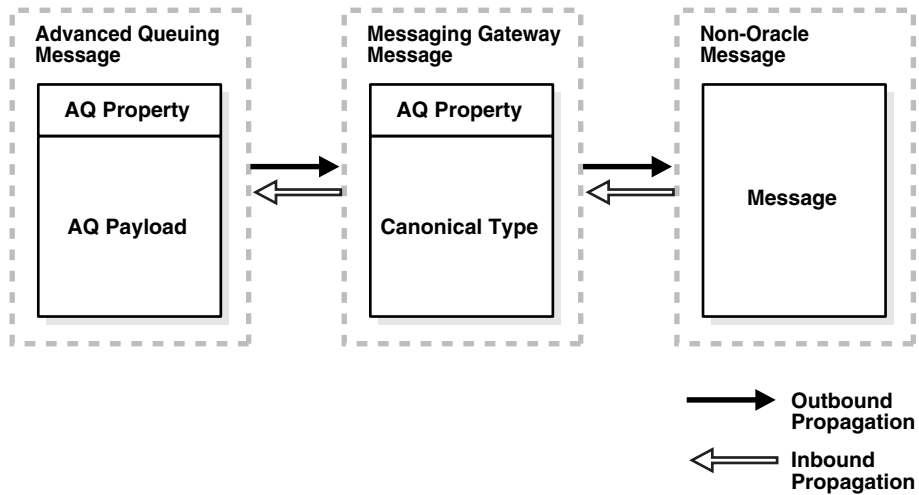 Advanced Queuing
Message
AQ Property
AQ Payload
Messaging Gateway
Message
AQ Property
Canonical Type
Non-Oracle
Message
Message
Outbound
Propagation
Inbound
Propagation